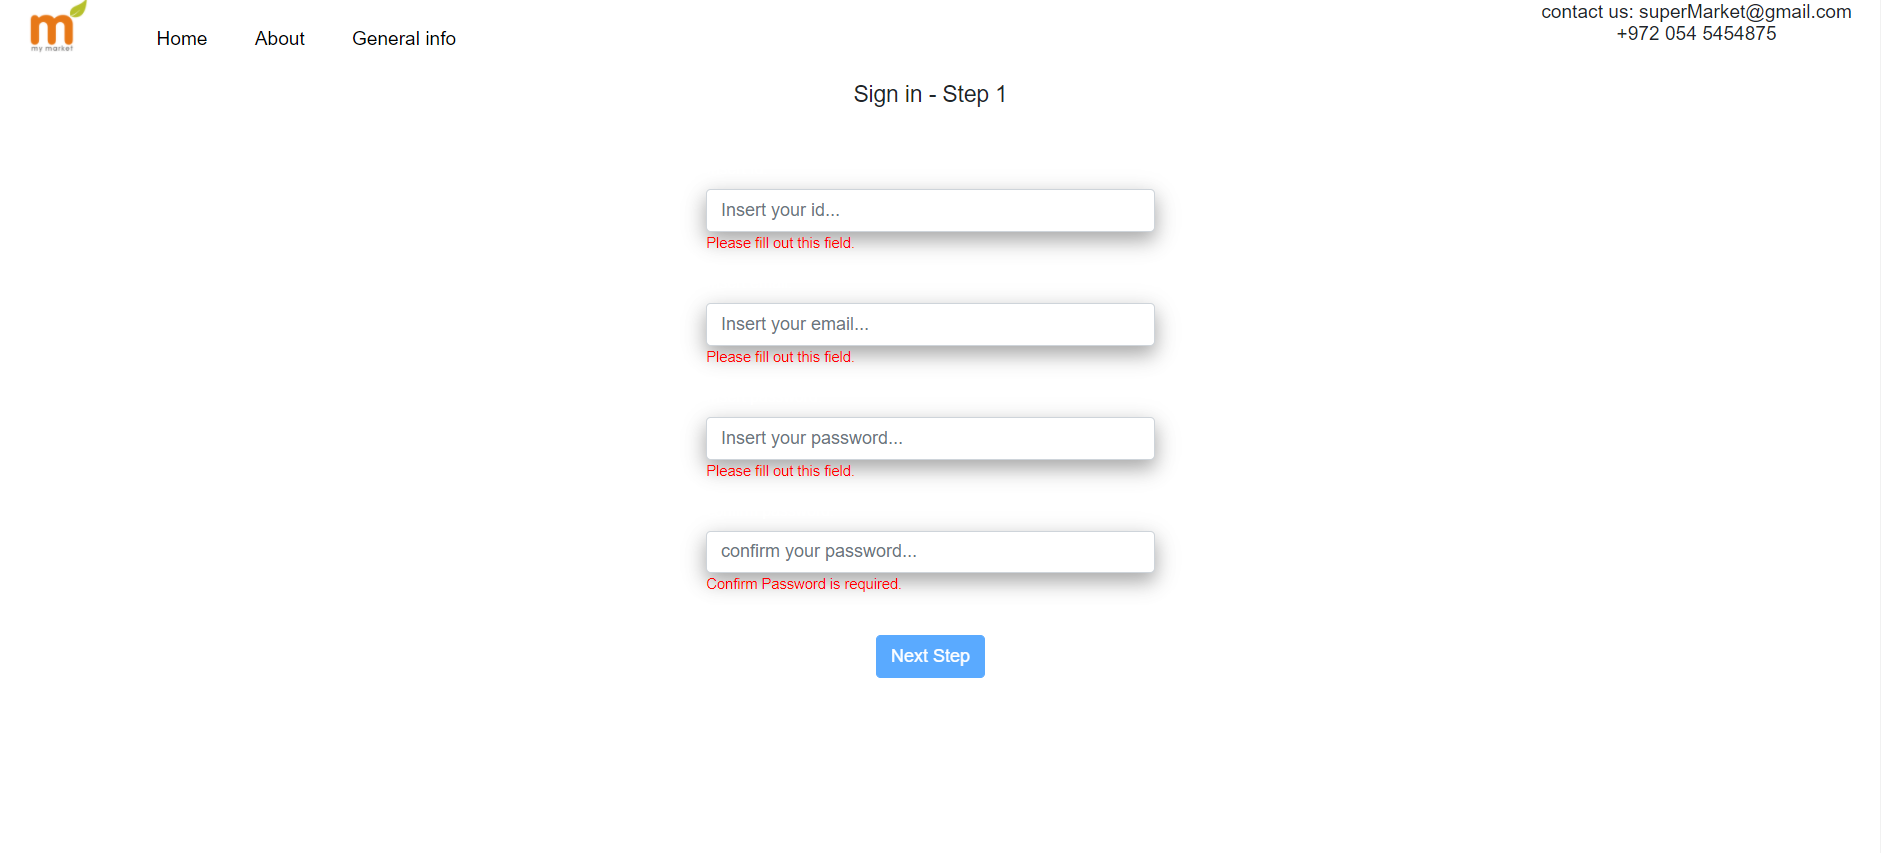 m
my market
Home About General info
contact us: superMarket@gmail.com
+972 054 5454875
Sign in - Step 1
Insert your id...
Please fill out this field.
Insert your email...
Please fill out this field.
Insert your password...
Please fill out this field.
confirm your password...
Confirm Password is required.
Next Step